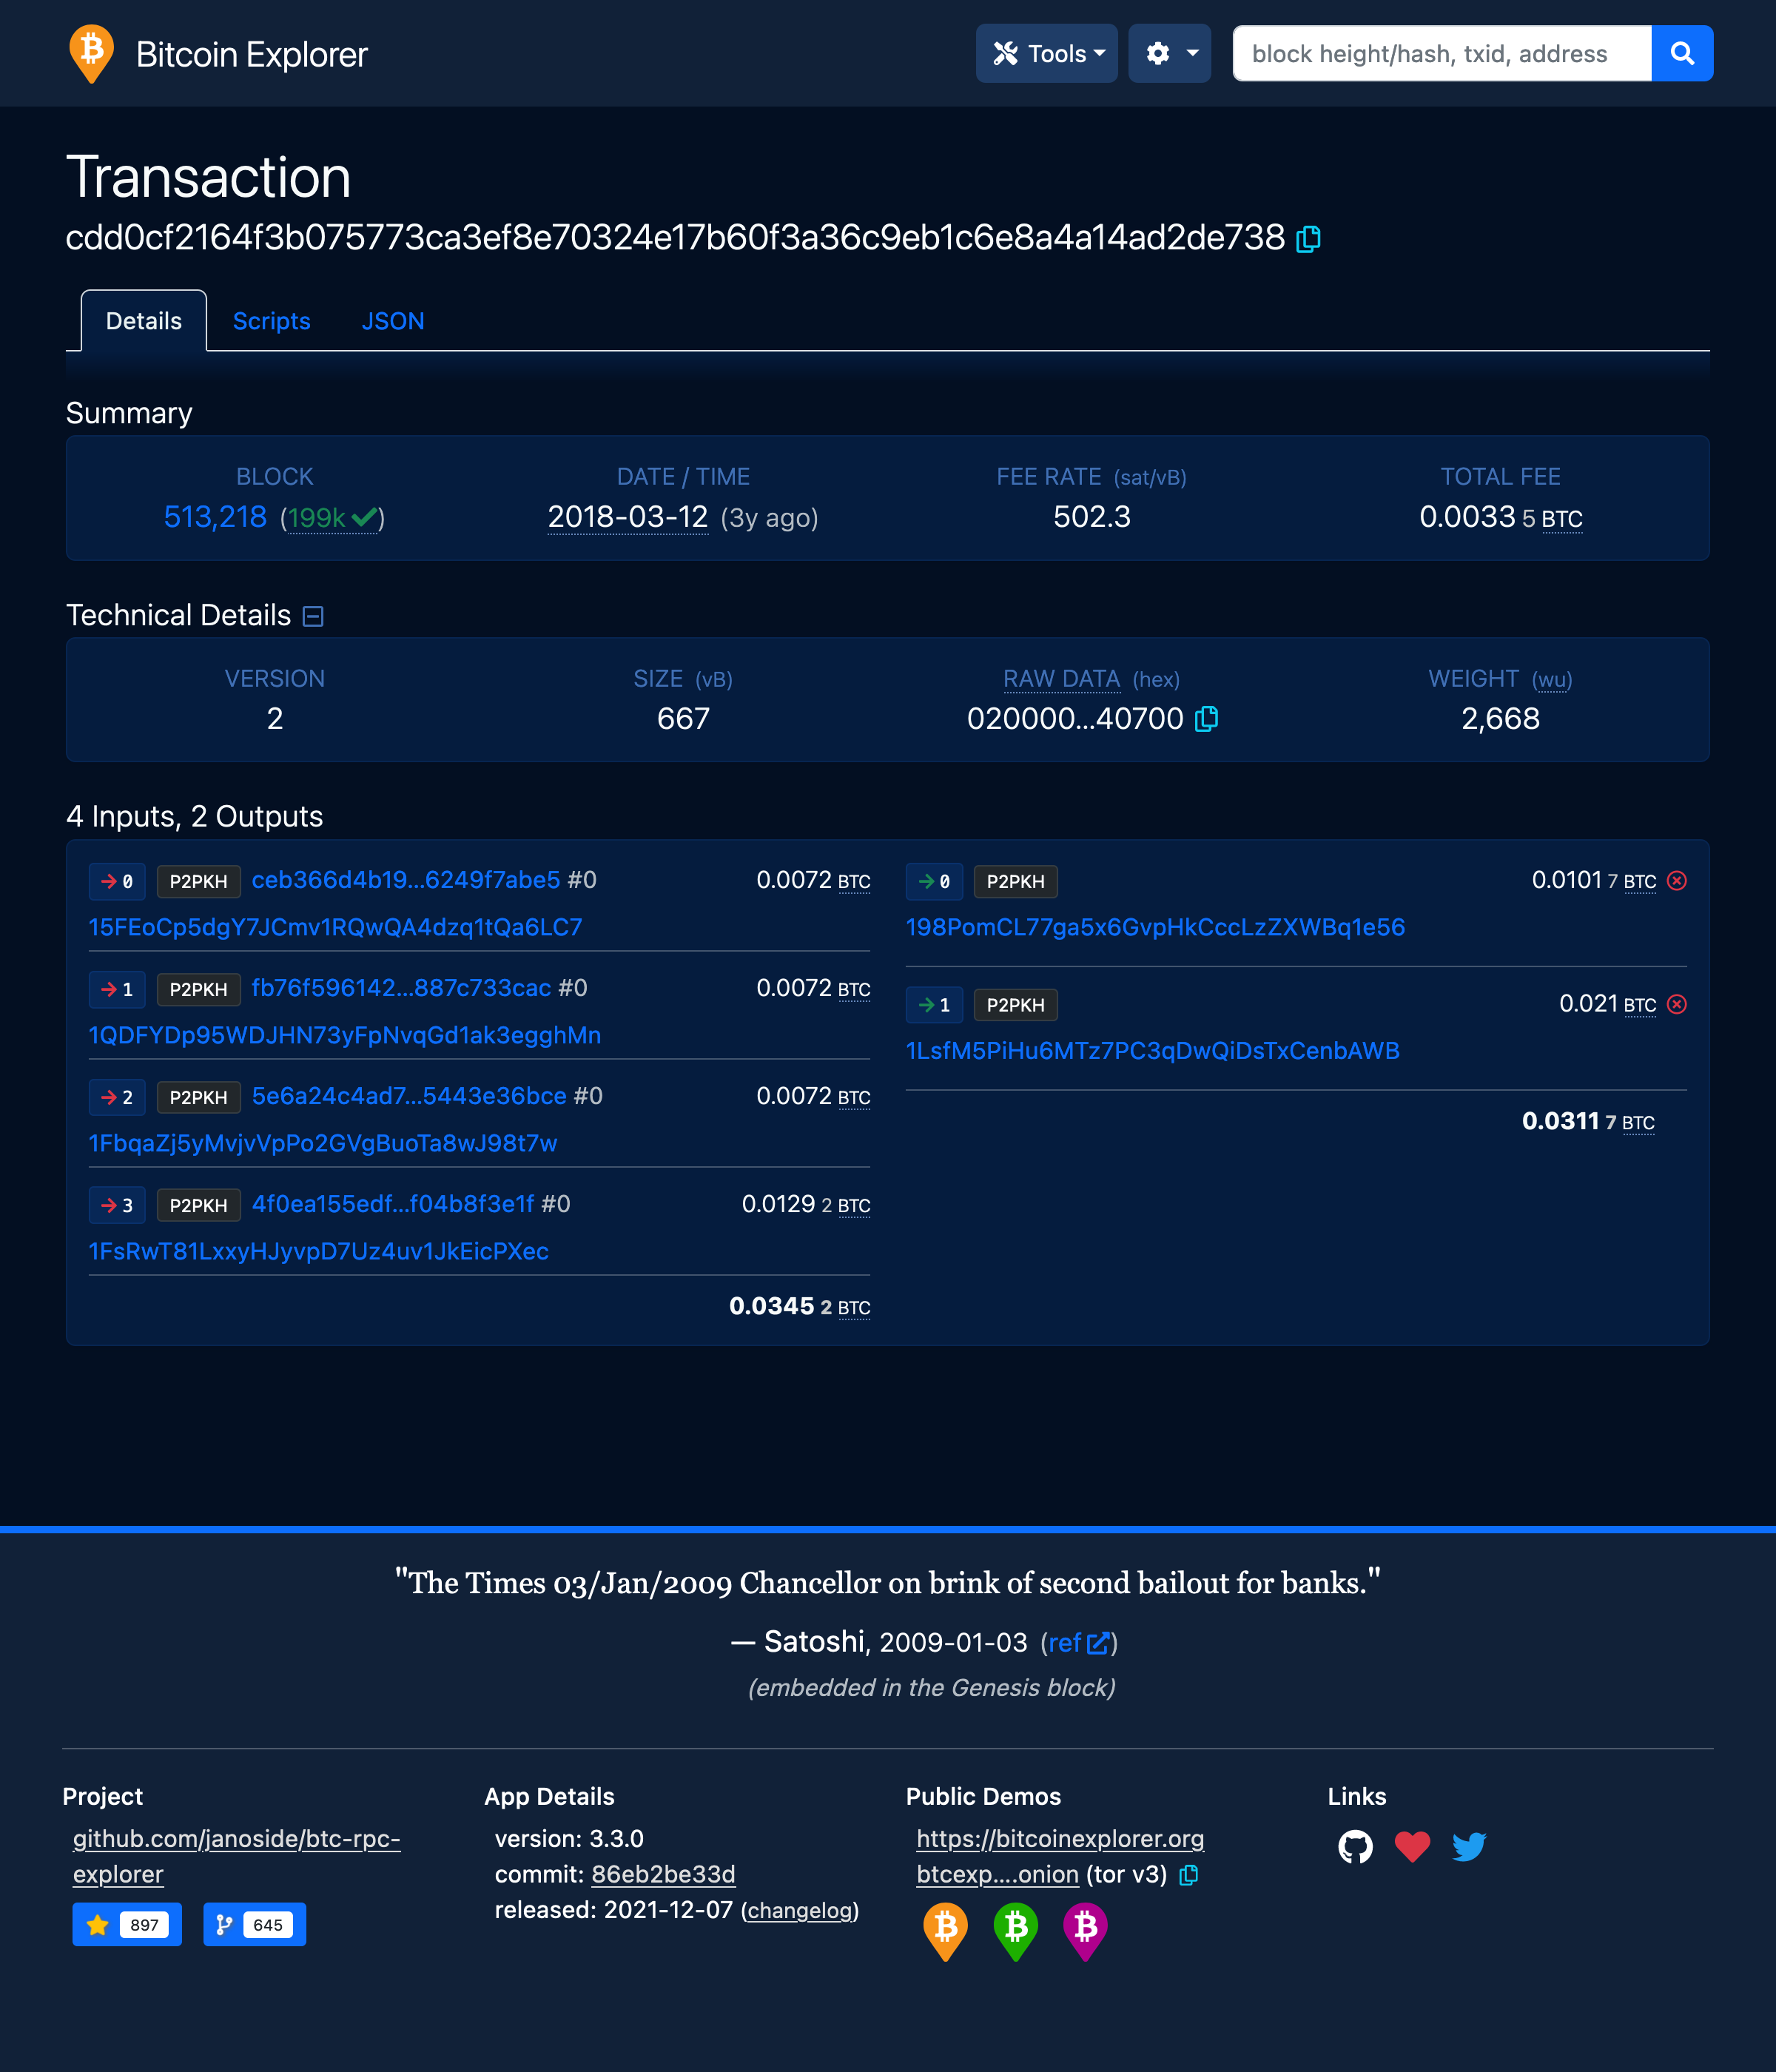 Bitcoin Explorer
Tools
block height/hash, txid, address
Transaction
cdd0cf2164f3b075773ca3ef8e70324e17b60f3a36c9eb1c6e8a4a14ad2de738
Details Scripts JSON
Summary
BLOCK DATE / TIME FEE RATE (sat/vB) TOTAL FEE
513,218 (199k) 2018-03-12 (3y ago) 502.3 0.0033 5 BTC
Technical Details
VERSION SIZE (vB) RAW DATA (hex) WEIGHT (wu)
2 667 020000...40700 2,668
4 Inputs, 2 Outputs
0 P2PKH ceb366d4b19...6249f7abe5 #0 0.0072 BTC
15FEoCp5dgY7JCmv1RQwQA4dzq1tQa6LC7
1 P2PKH fb76f596142...887c733cac #0 0.0072 BTC
1QDFYDp95WDJHN73yFpNvqGd1ak3egghMn
2 P2PKH 5e6a24c4ad7...5443e36bce #0 0.0072 BTC
1FbqaZj5yMvjvVpPo2GVgBuoTa8wJ98t7w
3 P2PKH 4f0ea155edf...f04b8f3e1f #0 0.0129 2 BTC
1FsRwT81LxxyHJyvpD7Uz4uv1JkEicPXec
0.0345 2 BTC
0 P2PKH 0.0101 7 BTC
198PomCL77ga5x6GvpHkCccLzZXWBq1e56
1 P2PKH 0.021 BTC
1LsfM5PiHu6MTz7PC3qDwQiDsTxCenbAWB
0.0311 7 BTC
"The Times 03/Jan/2009 Chancellor on brink of second bailout for banks."
— Satoshi, 2009-01-03 (ref)
(embedded in the Genesis block)
Project
github.com/janoside/btc-rpc-
explorer
897 645
App Details
version: 3.3.0
commit: 86eb2be33d
released: 2021-12-07 (changelog)
Public Demos
https://bitcoinexplorer.org
btcexp....onion (tor v3)
Links